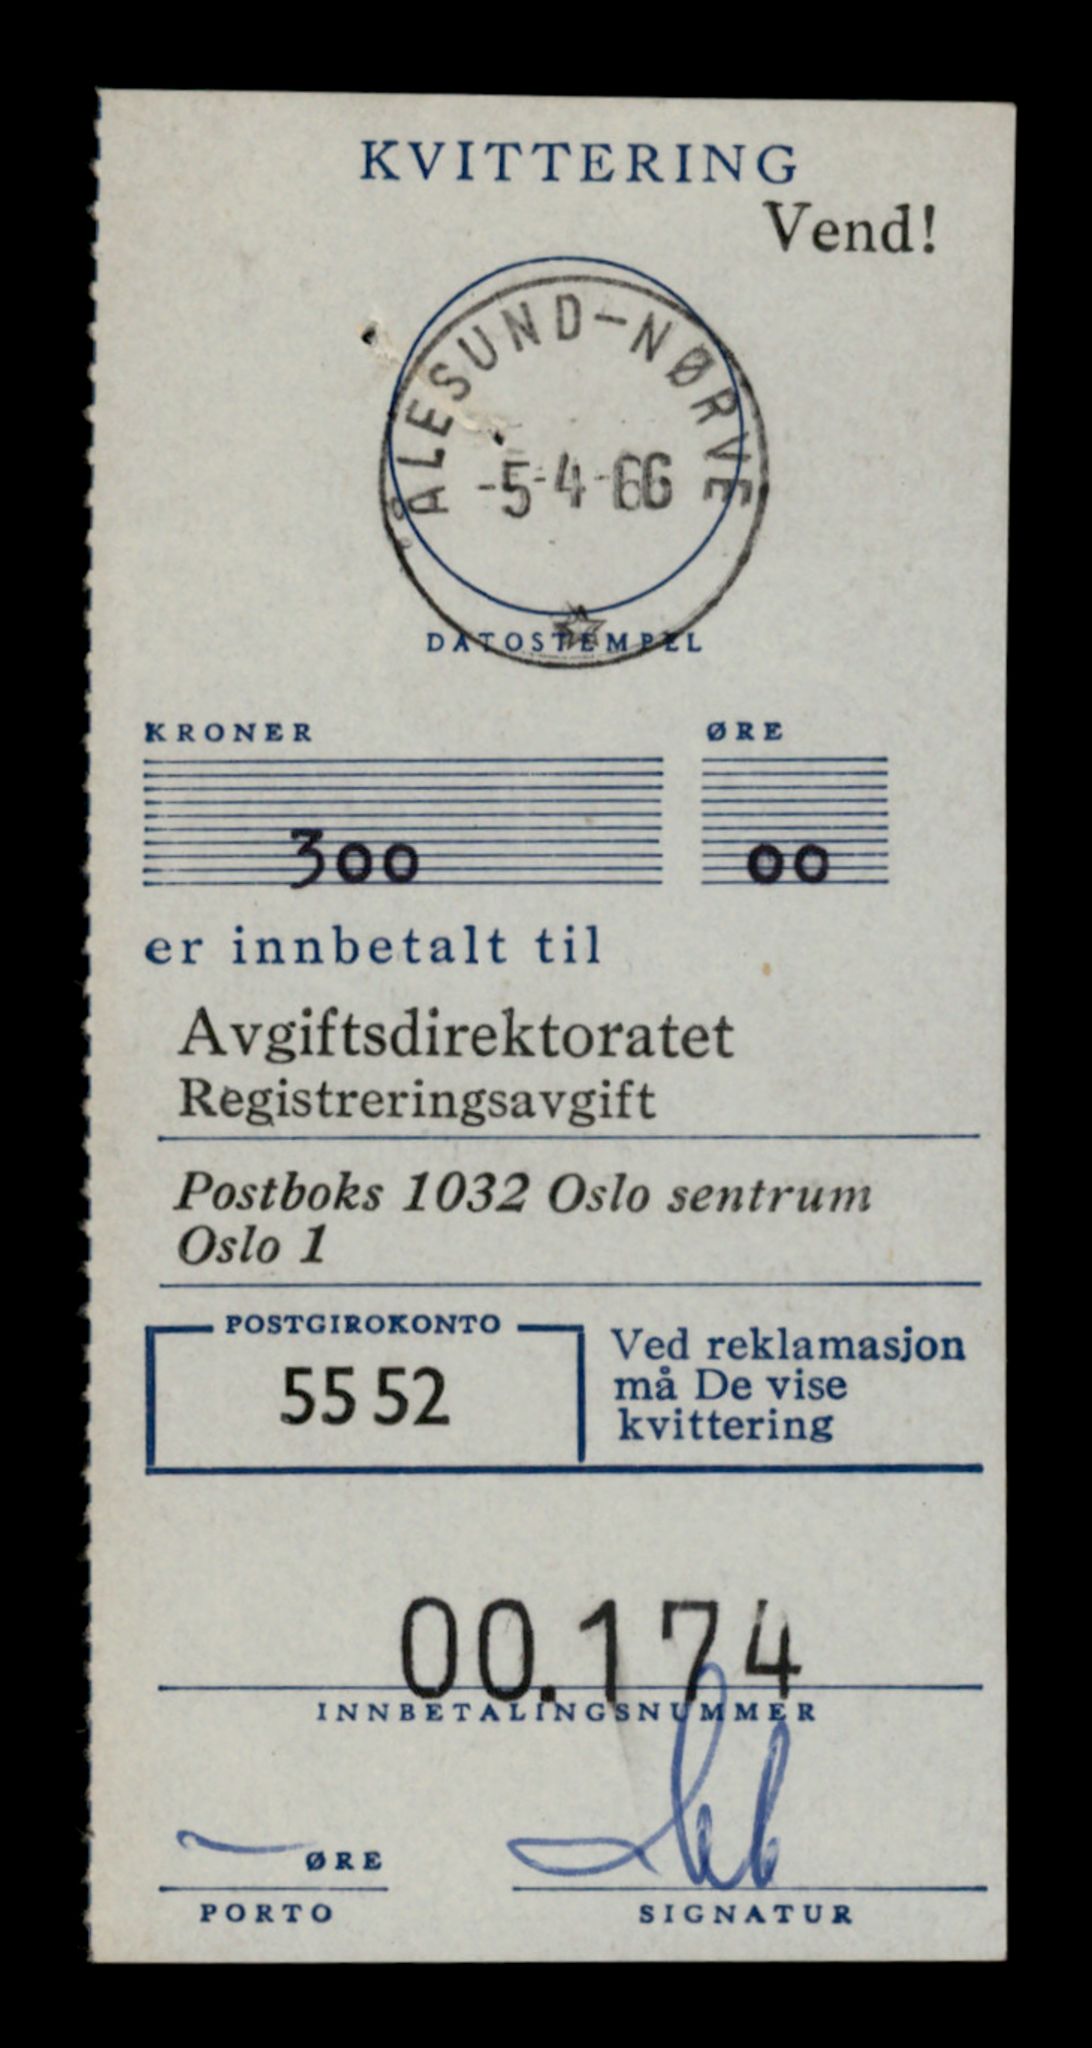 KVITTERING
Vend!
ÅLESUND-NØRVE
-5-4-66
DATOSTEMPEL
KRONER ØRE
300 00
er innbetalt til
Avgiftsdirektoratet
Registreringsavgift
Postboks 1032 Oslo sentrum
Oslo 1
POSTGIROKONTO
55 52
Ved reklamasjon
må De vise
kvittering
00.174
INNBETALINGSNUMMER
ØRE
PORTO SIGNATUR